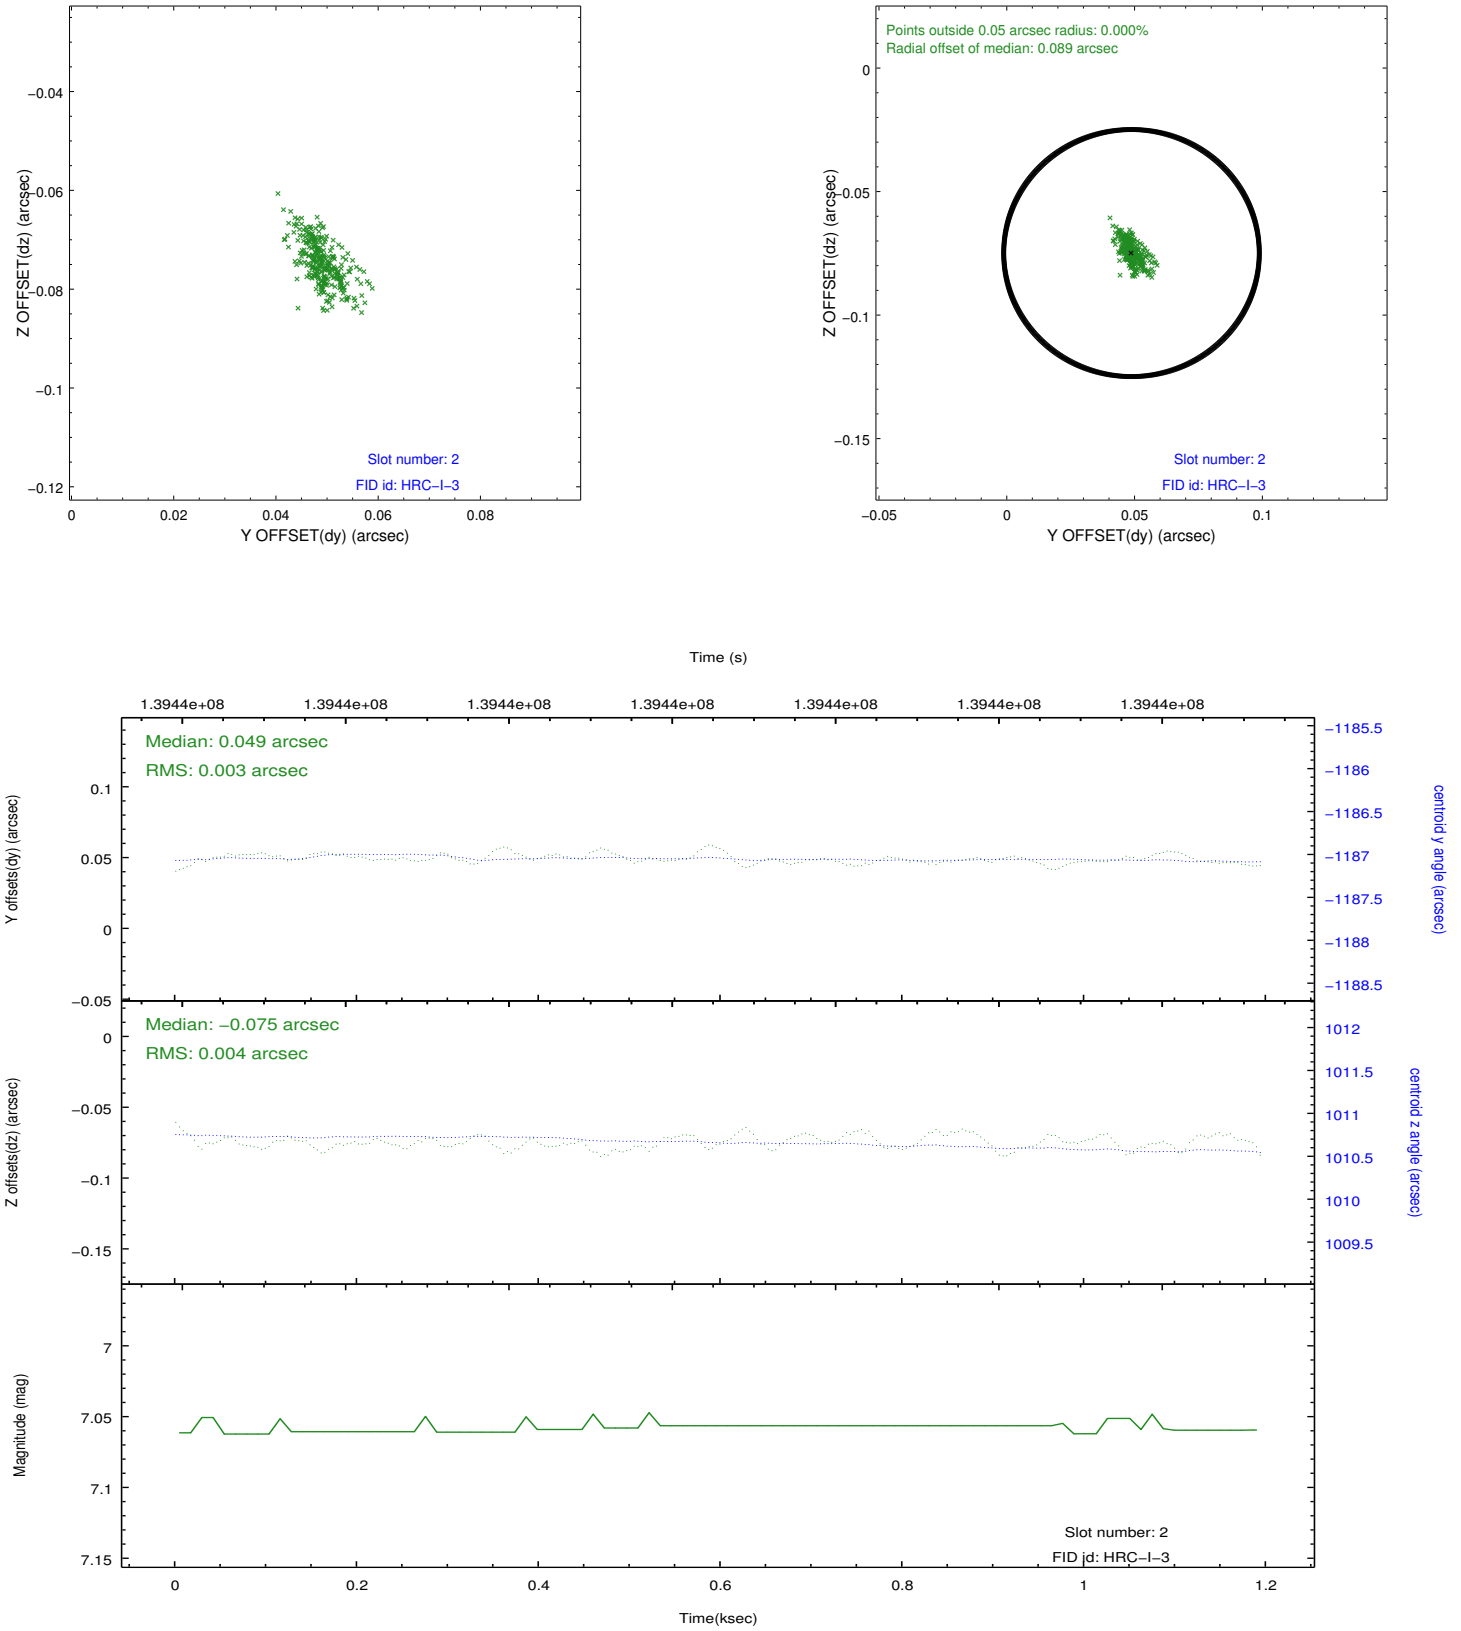 −0.04
−0.06
−0.08
−0.1
−0.12
Z OFFSET(dz) (arcsec)
Slot number: 2
FID id: HRC−I−3
0 0.02 0.04 0.06 0.08
Y OFFSET(dy) (arcsec)
Points outside 0.05 arcsec radius: 0.000%
Radial offset of median: 0.089 arcsec
0
−0.05
−0.1
−0.15
Z OFFSET(dz) (arcsec)
Slot number: 2
FID id: HRC−I−3
−0.05 0 0.05 0.1
Y OFFSET(dy) (arcsec)
Time (s)
1.3944e+08 1.3944e+08 1.3944e+08 1.3944e+08 1.3944e+08 1.3944e+08 1.3944e+08
Median: 0.049 arcsec
RMS: 0.003 arcsec
0.1
0.05
0
−0.05
Y offsets(dy) (arcsec)
−1185.5
−1186
−1186.5
−1187
−1187.5
−1188
−1188.5
centroid y angle (arcsec)
Median: −0.075 arcsec
RMS: 0.004 arcsec
0
−0.05
−0.1
−0.15
Z offsets(dz) (arcsec)
1012
1011.5
1011
1010.5
1010
1009.5
centroid z angle (arcsec)
7
7.05
7.1
7.15
Magnitude (mag)
Slot number: 2
FID id: HRC−I−3
0 0.2 0.4 0.6 0.8 1 1.2
Time(ksec)